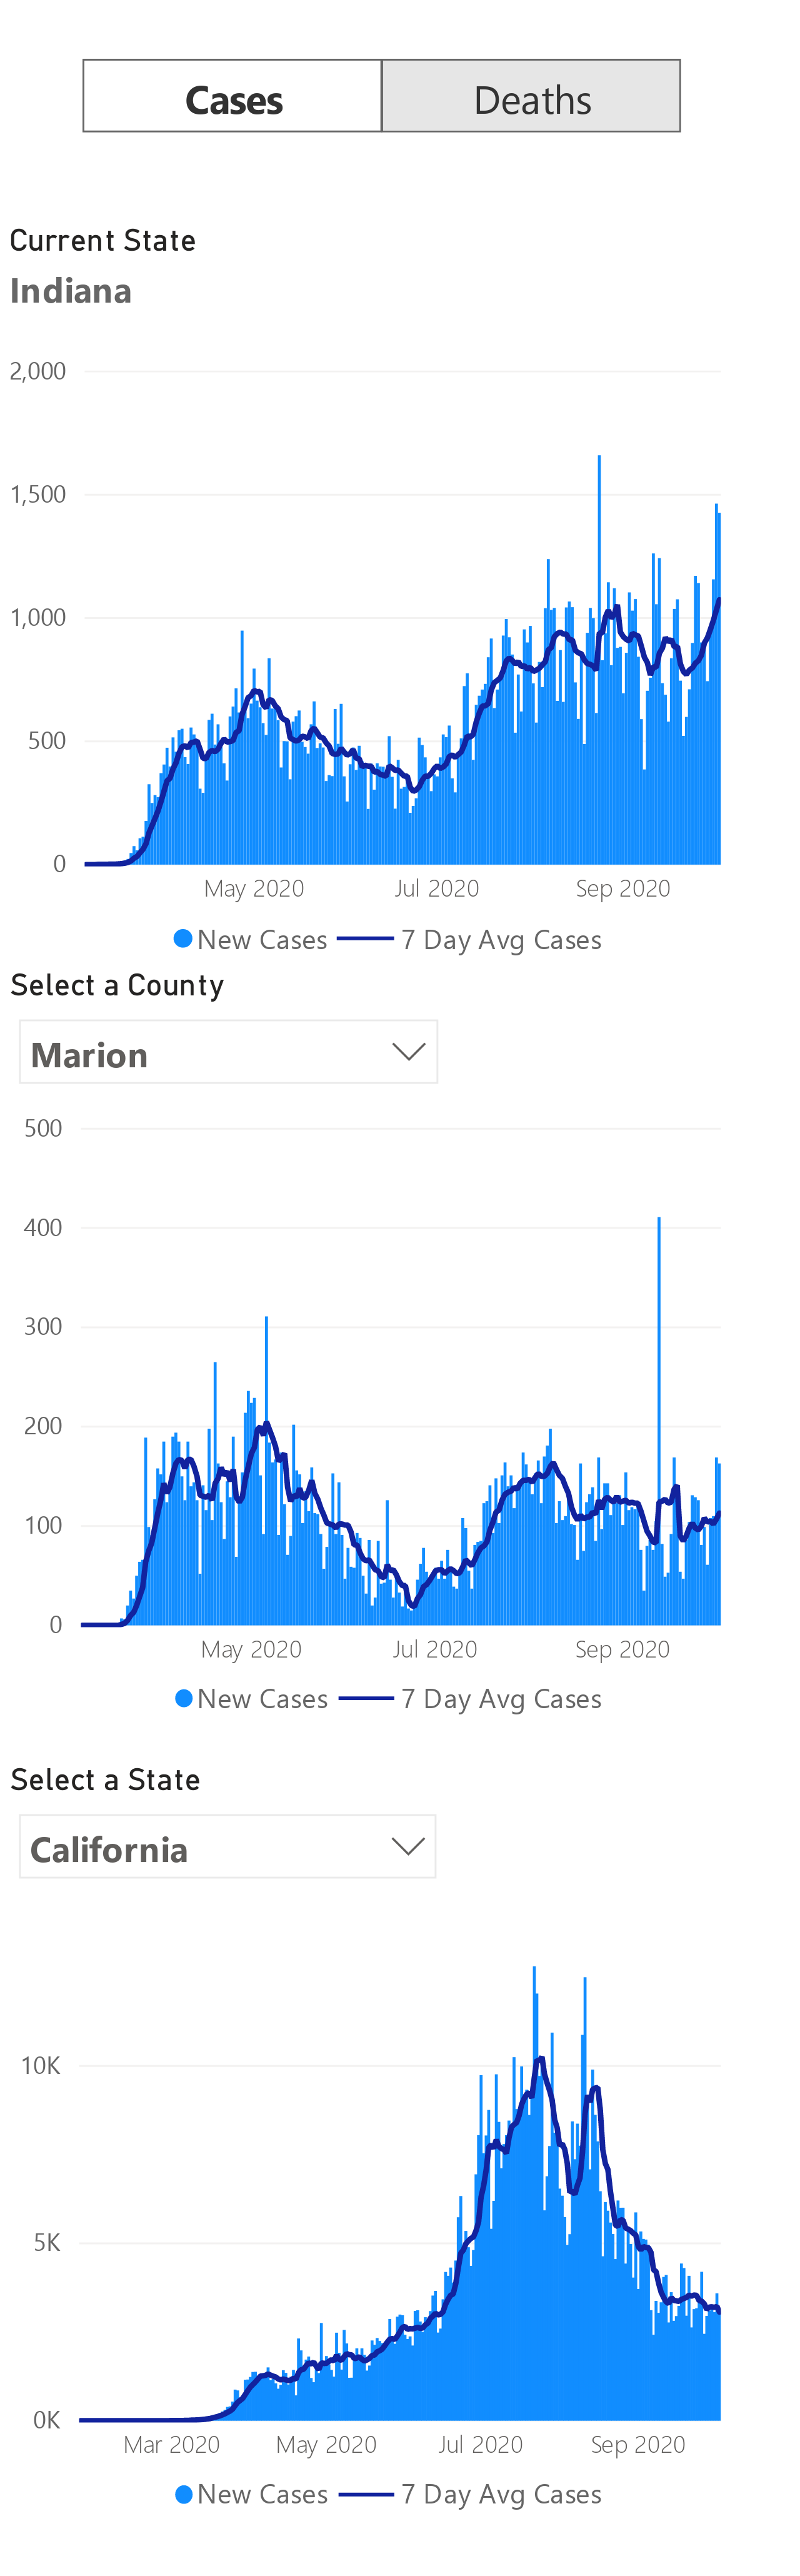 Cases Deaths
Current State
Indiana
2,000
1,500
1,000
500
0
May 2020 Jul 2020 Sep 2020
New Cases 7 Day Avg Cases
Select a County
Marion
500
400
300
200
100
0
May 2020 Jul 2020 Sep 2020
New Cases 7 Day Avg Cases
Select a State
California
10K
5K
0K
Mar 2020 May 2020 Jul 2020 Sep 2020
New Cases 7 Day Avg Cases